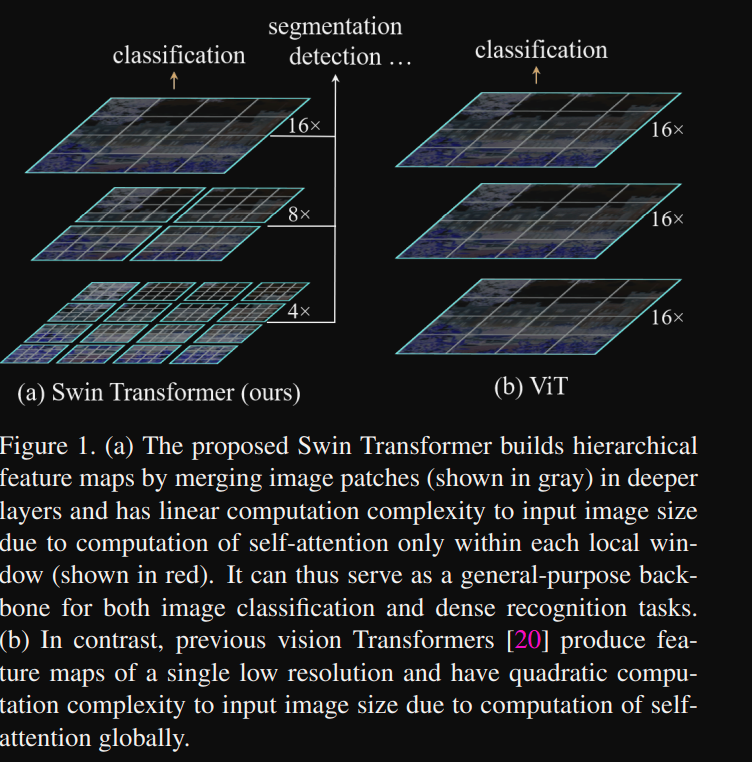 segmentation
classification
detection …
classification
16×
8×
4×
16×
16×
16×
(a) Swin Transformer (ours)
(b) ViT
Figure 1. (a) The proposed Swin Transformer builds hierarchical
feature maps by merging image patches (shown in gray) in deeper
layers and has linear computation complexity to input image size
due to computation of self-attention only within each local win-
dow (shown in red). It can thus serve as a general-purpose back-
bone for both image classification and dense recognition tasks.
(b) In contrast, previous vision Transformers [20] produce fea-
ture maps of a single low resolution and have quadratic compu-
tation complexity to input image size due to computation of self-
attention globally.